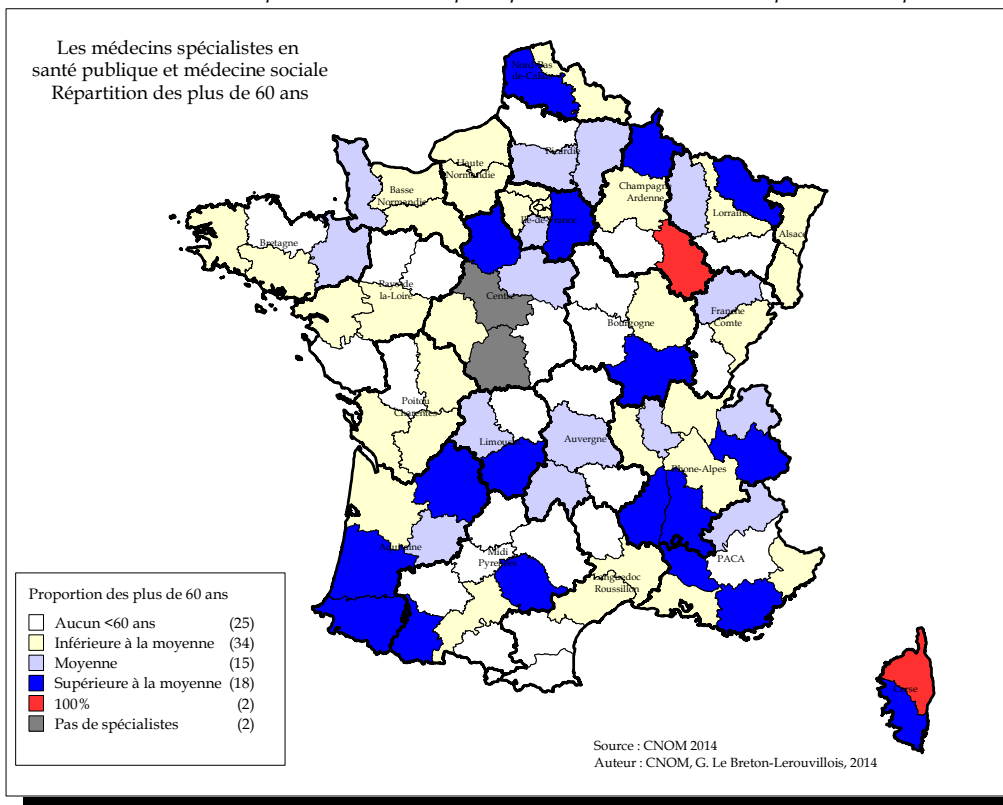 Les médecins spécialistes en
santé publique et médecine sociale
Répartition des plus de 60 ans
Nord-Pas
de-Calais
Picardie
Haute
Normandie
Basse
Normandie
Champagne
Ardenne
Lorraine
Alsace
Ile-de-France
Bretagne
Pays de
la-Loire
Centre
Bourgogne
Franche
Comte
Poitou
Charentes
Limousin
Auvergne
Rhone-Alpes
Aquitaine
Midi
Pyrenees
Languedoc
Roussillon
PACA
Corse
Proportion des plus de 60 ans
Aucun <60 ans (25)
Inférieure à la moyenne (34)
Moyenne (15)
Supérieure à la moyenne (18)
100% (2)
Pas de spécialistes (2)
Source : CNOM 2014
Auteur : CNOM, G. Le Breton-Lerouvillois, 2014